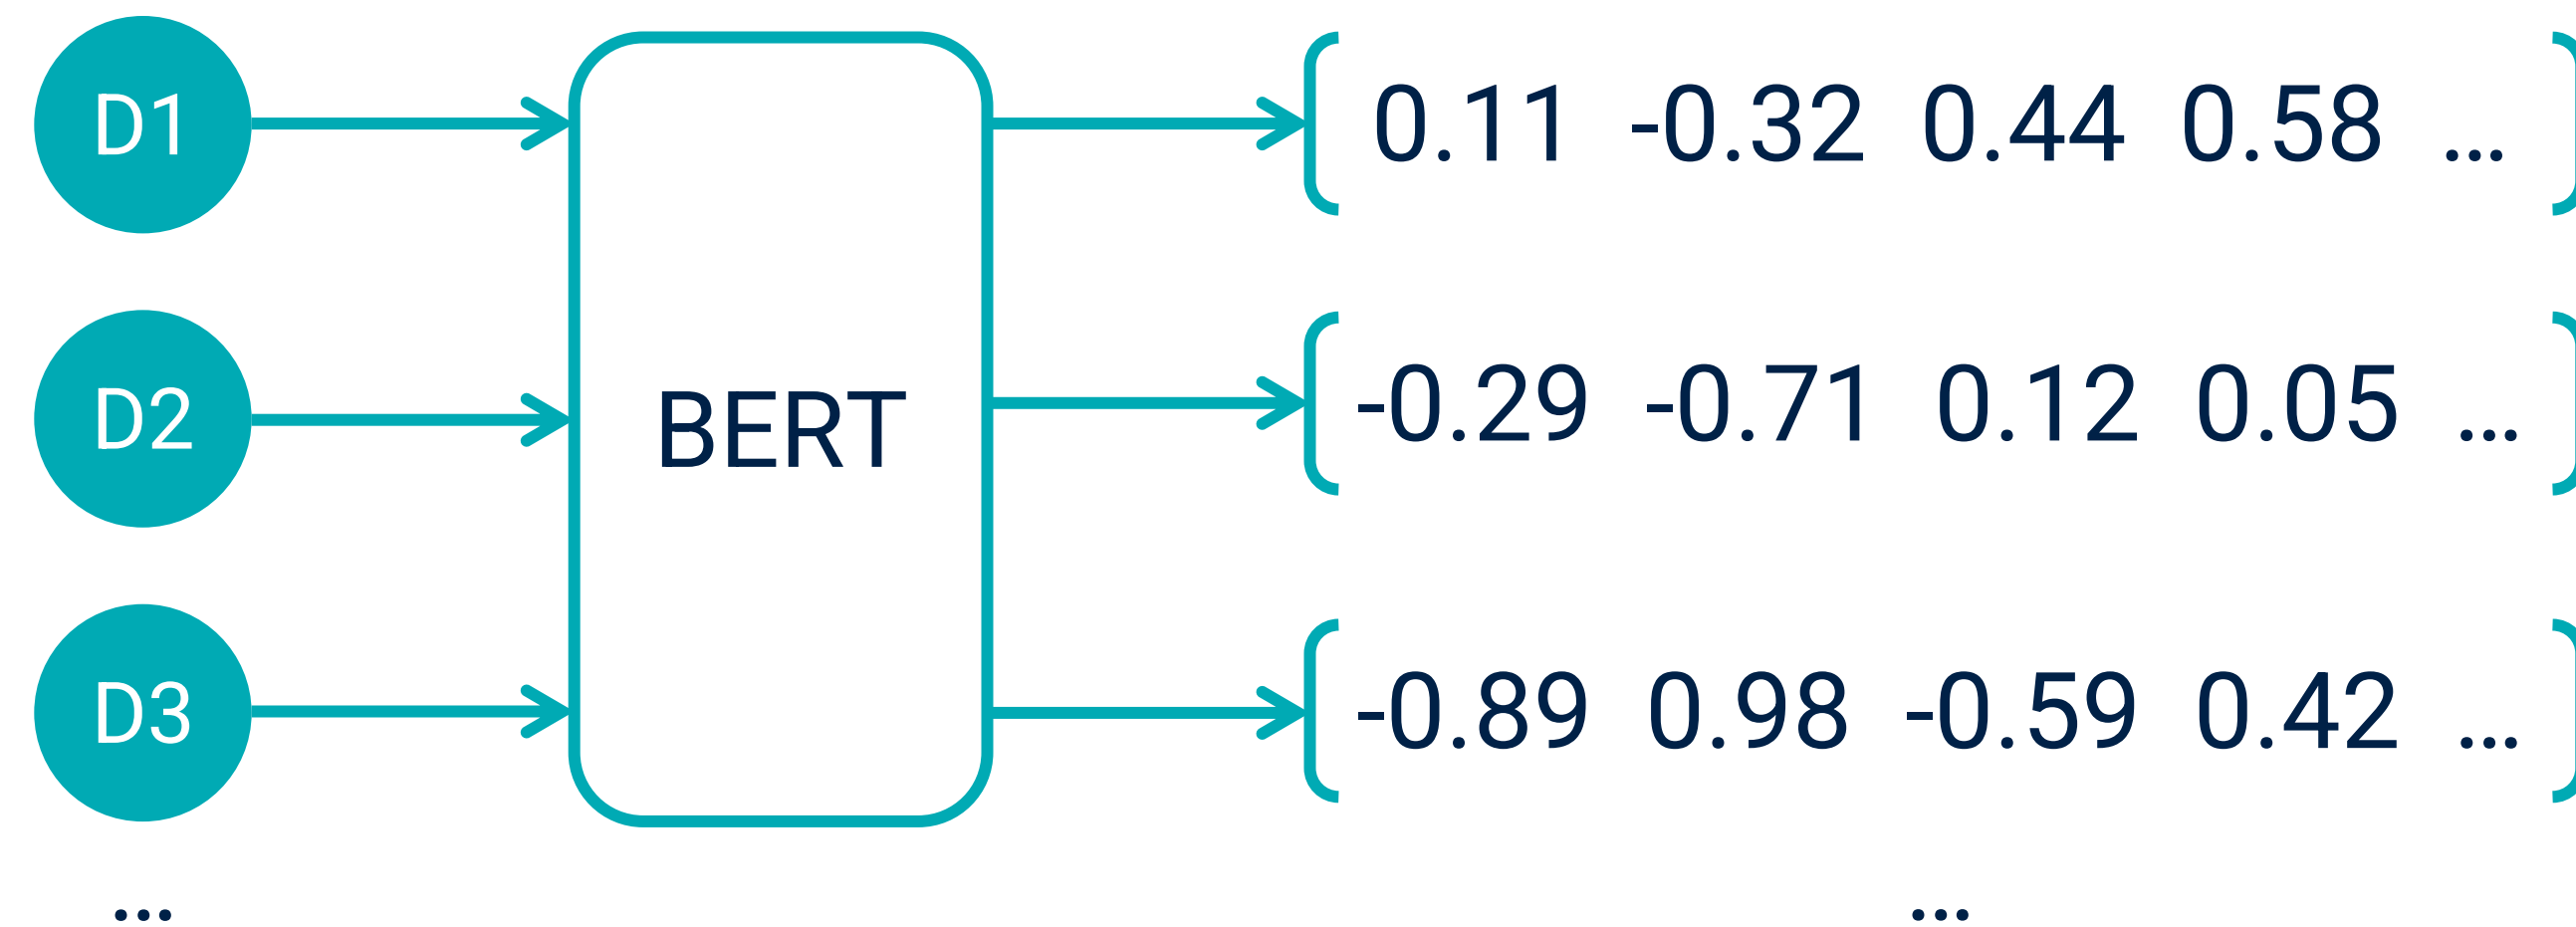 D1
0.11 -0.32 0.44 0.58 ...
D2
BERT
-0.29 -0.71 0.12 0.05 ...
D3
-0.89 0.98 -0.59 0.42 ...
... ...